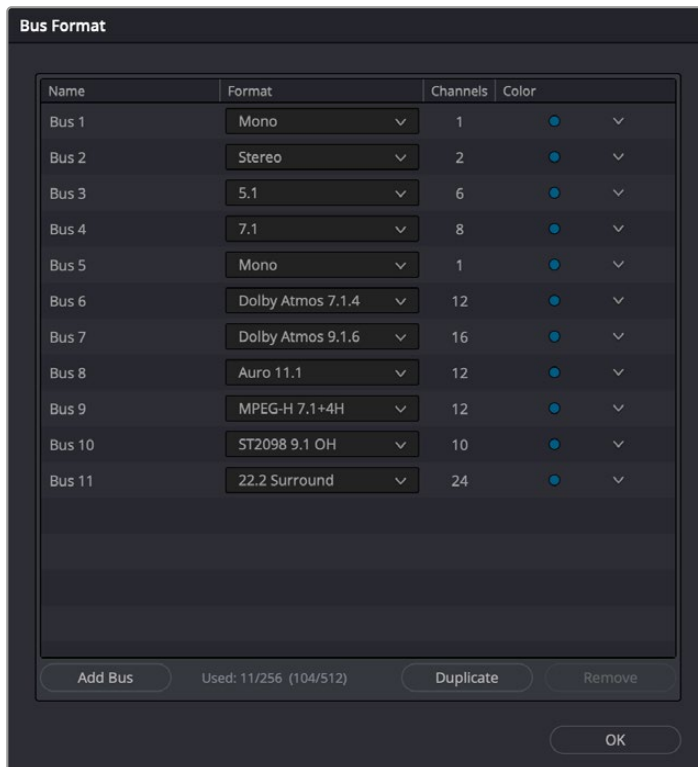 Bus Format
Name Format Channels Color
Bus 1 Mono 1
Bus 2 Stereo 2
Bus 3 5.1 6
Bus 4 7.1 8
Bus 5 Mono 1
Bus 6 Dolby Atmos 7.1.4 12
Bus 7 Dolby Atmos 9.1.6 16
Bus 8 Auro 11.1 12
Bus 9 MPEG-H 7.1+4H 12
Bus 10 ST2098 9.1 OH 10
Bus 11 22.2 Surround 24
Add Bus Used: 11/256 (104/512) Duplicate Remove
OK